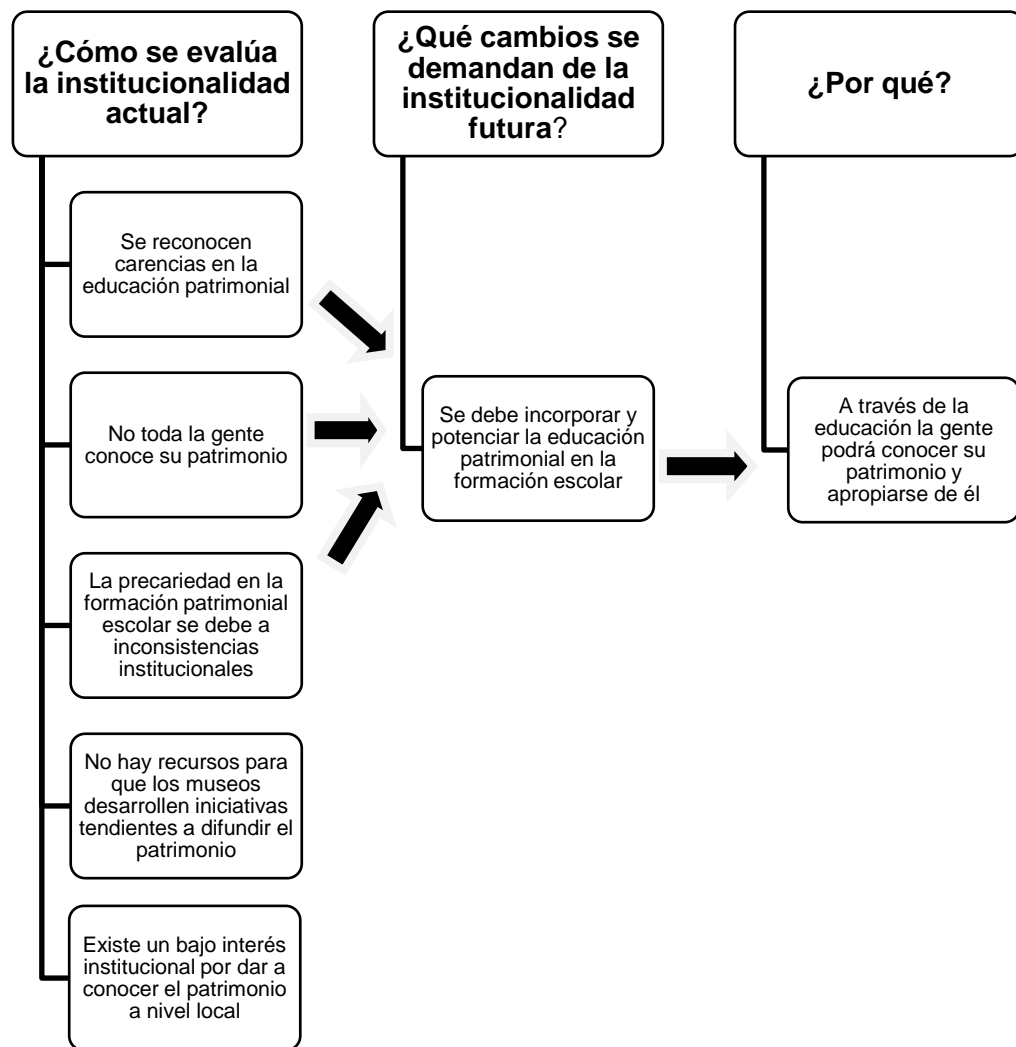 ¿Cómo se evalúa
la institucionalidad
actual?
Se reconocen
carencias en la
educación patrimonial
No toda la gente
conoce su patrimonio
La precariedad en la
formación patrimonial
escolar se debe a
inconsistencias
institucionales
No hay recursos para
que los museos
desarrollen iniciativas
tendientes a difundir el
patrimonio
Existe un bajo interés
institucional por dar a
conocer el patrimonio
a nivel local
¿Qué cambios se
demandan de la
institucionalidad
futura?
Se debe incorporar y
potenciar la educación
patrimonial en la
formación escolar
¿Por qué?
A través de la
educación la gente
podrá conocer su
patrimonio y
apropiarse de él